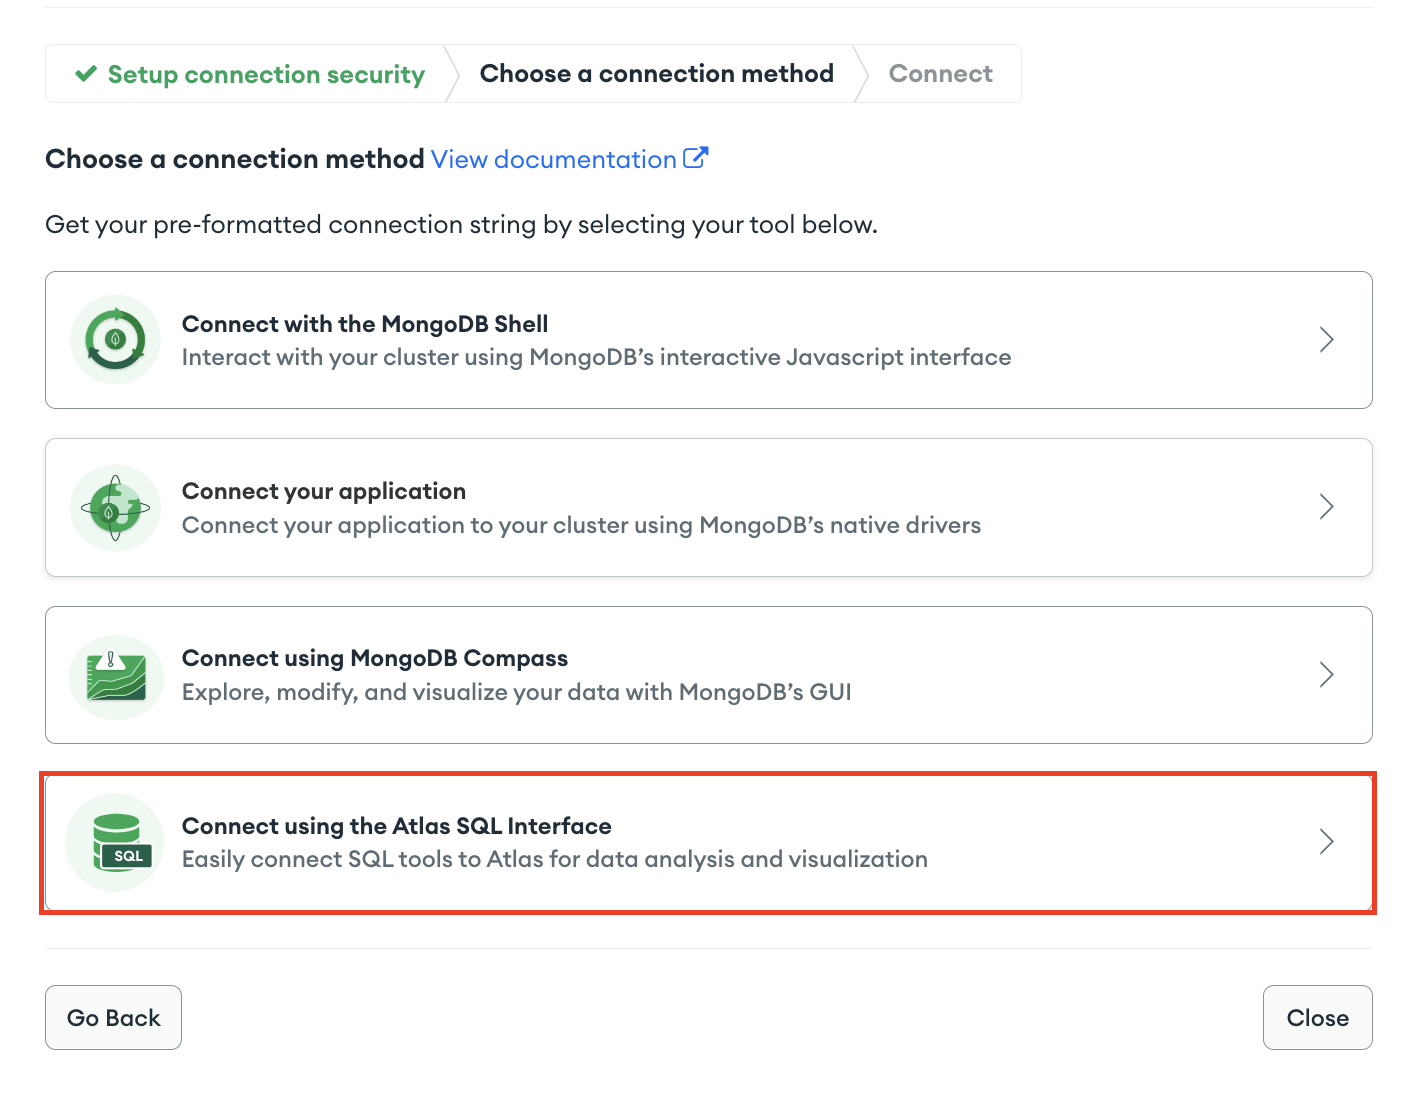 Setup connection security
Choose a connection method
Connect
Choose a connection method View documentation
Get your pre-formatted connection string by selecting your tool below.
Connect with the MongoDB Shell
Interact with your cluster using MongoDB’s interactive Javascript interface
Connect your application
Connect your application to your cluster using MongoDB’s native drivers
Connect using MongoDB Compass
Explore, modify, and visualize your data with MongoDB’s GUI
SQL
Connect using the Atlas SQL Interface
Easily connect SQL tools to Atlas for data analysis and visualization
Go Back
Close